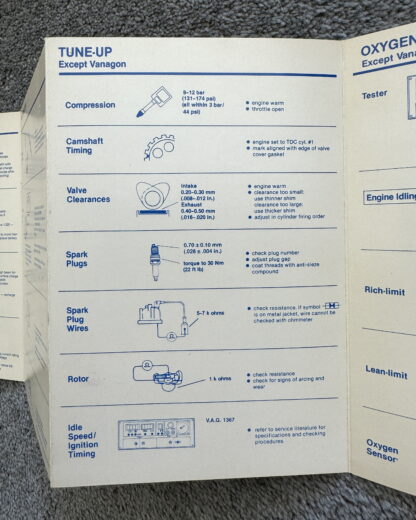 TUNE-UP
Except Vanagon
Compression
9–12 bar
(131–174 psi)
(all within 3 bar/
44 psi)
● engine warm
● throttle open
Camshaft
Timing
● engine set to TDC cyl. #1
● mark aligned with edge of valve
cover gasket
Valve
Clearances
Intake
0.20–0.30 mm
(.008–.012 in.)
Exhaust
0.40–0.50 mm
(.016–.020 in.)
● engine warm
● clearance too small:
use thinner shim
clearance too large:
use thicker shim
● adjust in cylinder firing order
Spark
Plugs
0.70 ± 0.10 mm
(.028 ± .004 in.)
torque to 30 Nm
(22 ft lb)
● check plug number
● adjust plug gap
● coat threads with anti-sieze
compound
Spark
Plug
Wires
5–7 k ohms
Ω
● check resistance. If symbol
is on metal jacket, wire cannot be
checked with ohmmeter
Rotor
Ω
1 k ohms
● check resistance
● check for signs of arcing and
wear
Idle
Speed/
Ignition
Timing
V.A.G. 1367
● refer to service literature for
specifications and checking
procedures.
OXYGEN
Except Vana
Tester
Engine Idling
Rich-limit
Lean-limit
Oxygen
Sensor